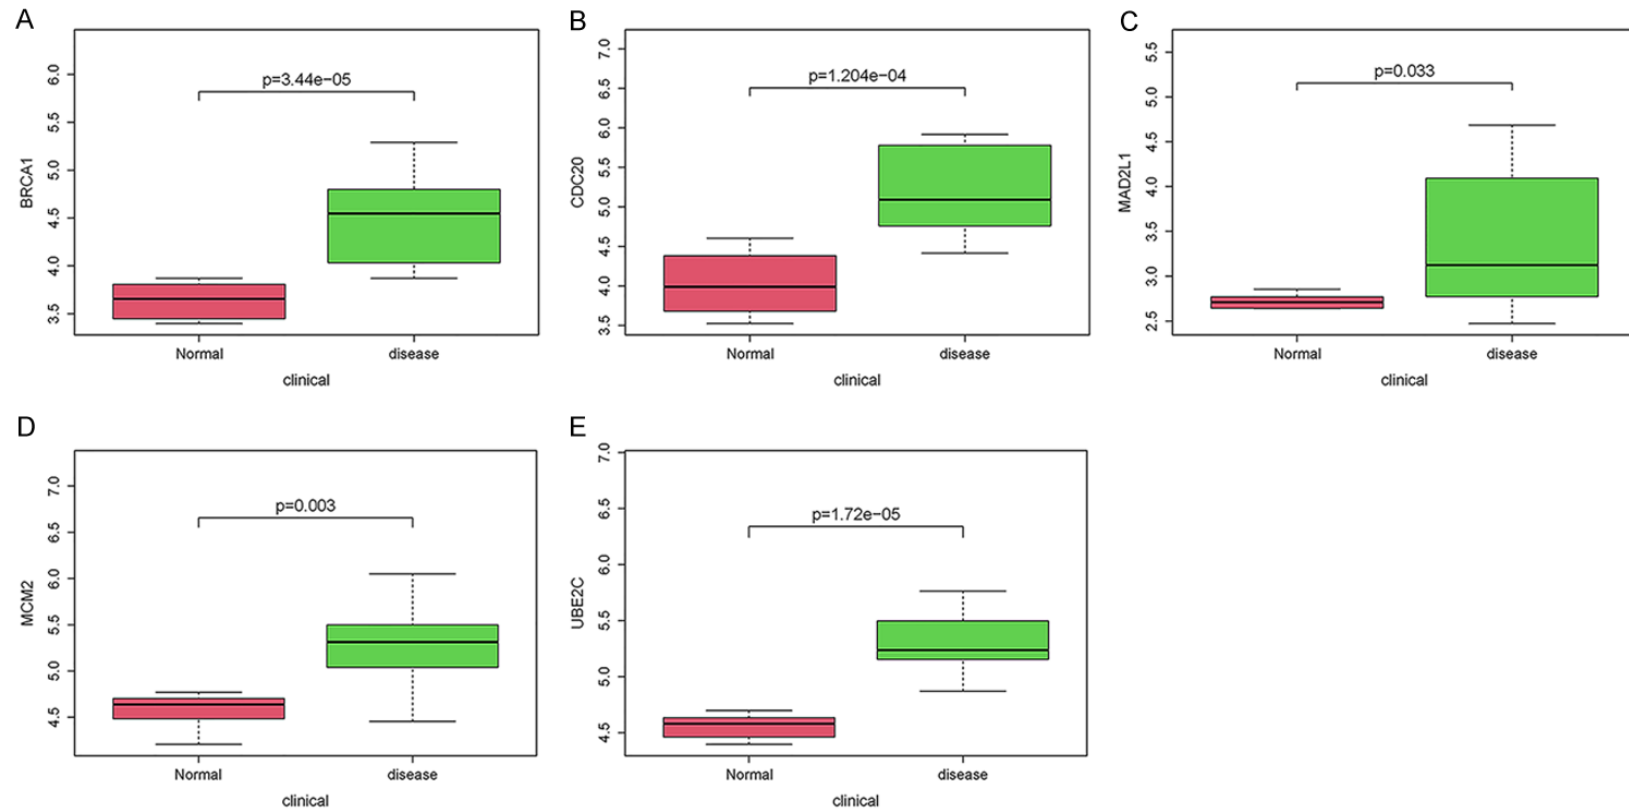 A
BRCA1
3.5 4.0 4.5 5.0 5.5 6.0
p=3.44e−05
Normal disease
clinical
B
CDC20
3.5 4.0 4.5 5.0 5.5 6.0 6.5 7.0
p=1.204e−04
Normal disease
clinical
C
MAD2L1
2.5 3.0 3.5 4.0 4.5 5.0 5.5
p=0.033
Normal disease
clinical
D
MCM2
4.5 5.0 5.5 6.0 6.5 7.0
p=0.003
Normal disease
clinical
E
UBE2C
4.5 5.0 5.5 6.0 6.5 7.0
p=1.72e−05
Normal disease
clinical